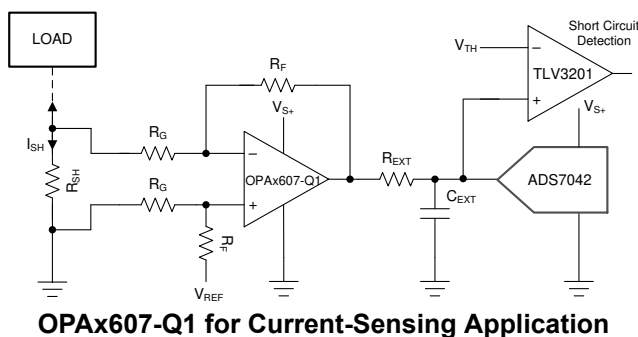 LOAD
Short Circuit
Detection
V_TH
−
TLV3201
+
R_F
V_S+
V_S+
I_SH
R_G
−
R_EXT
R_SH
OPAx607-Q1
ADS7042
R_G
+
C_EXT
R_F
V_REF
OPAx607-Q1 for Current-Sensing Application